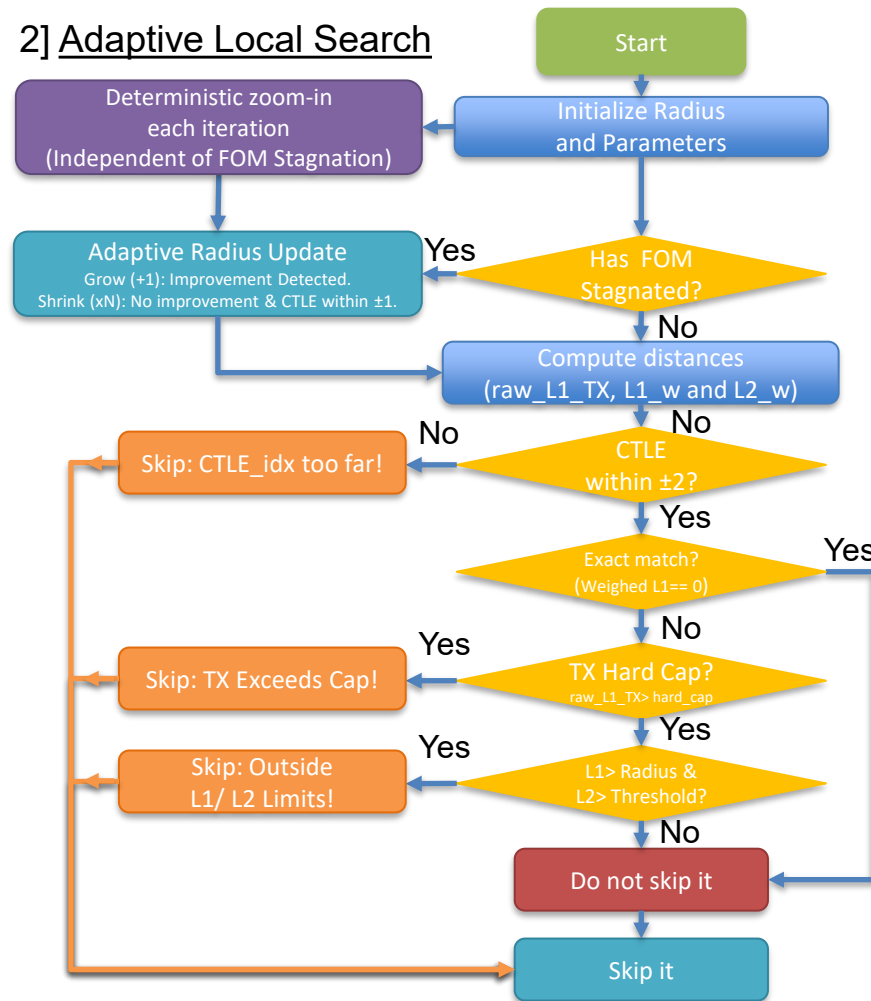 2] Adaptive Local Search
Start
Deterministic zoom-in
each iteration
(Independent of FOM Stagnation)
Initialize Radius
and Parameters
Adaptive Radius Update
Grow (+1): Improvement Detected.
Shrink (xN): No improvement & CTLE within ±1.
Yes
Has FOM
Stagnated?
No
Compute distances
(raw_L1_TX, L1_w and L2_w)
No
Skip: CTLE_idx too far!
No
CTLE
within ±2?
Yes
Exact match?
(Weighed L1== 0)
Yes
No
Skip: TX Exceeds Cap!
Yes
TX Hard Cap?
raw_L1_TX> hard_cap
Yes
Skip: Outside
L1/ L2 Limits!
Yes
L1> Radius &
L2> Threshold?
No
Do not skip it
Skip it